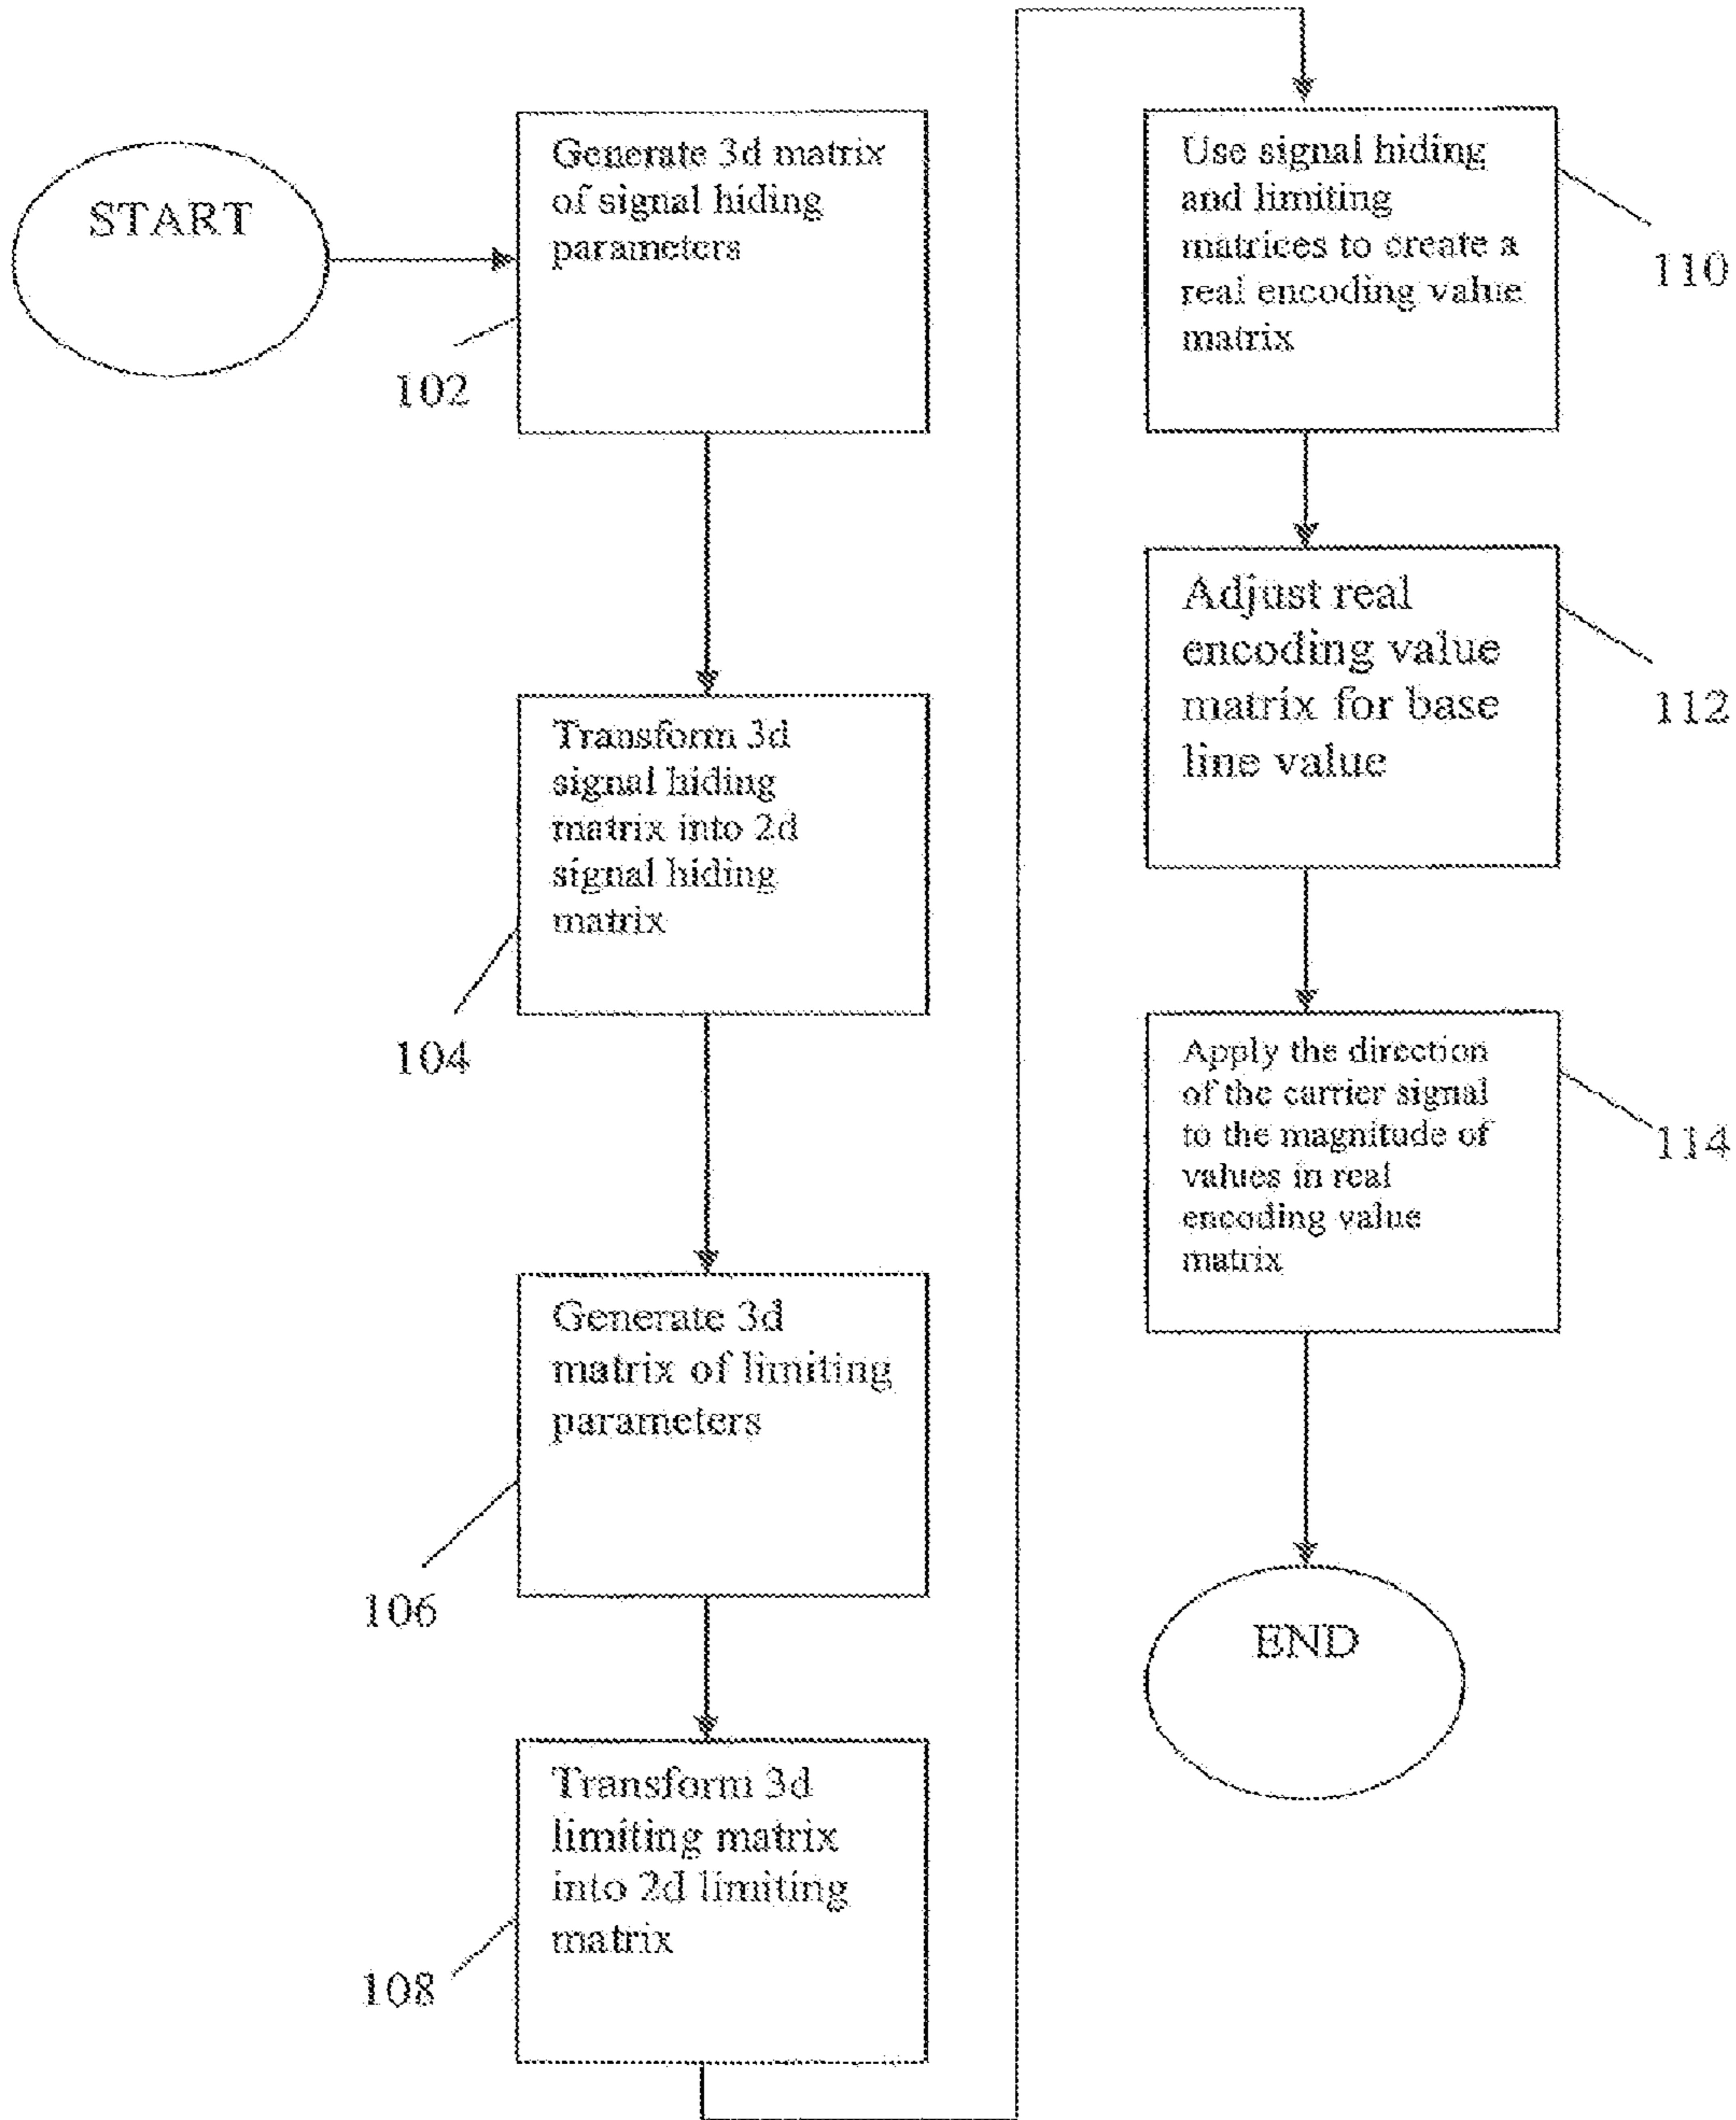 START
Generate 3d matrix
of signal hiding
parameters
102
Transform 3d
signal hiding
matrix into 2d
signal hiding
matrix
104
Generate 3d
matrix of limiting
parameters
106
Transform 3d
limiting matrix
into 2d limiting
matrix
108
Use signal hiding
and limiting
matrices to create a
real encoding value
matrix
110
Adjust real
encoding value
matrix for base
line value
112
Apply the direction
of the carrier signal
to the magnitude of
values in real
encoding value
matrix
114
END